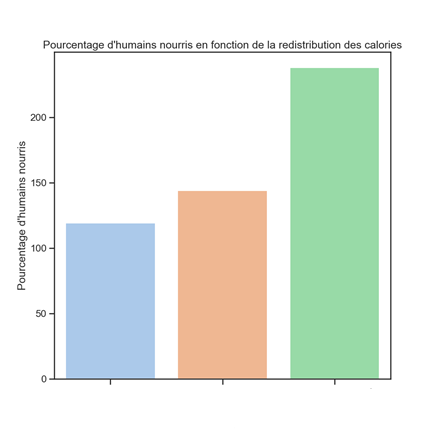 Pourcentage d'humains nourris en fonction de la redistribution des calories
Pourcentage d'humains nourris
200
150
100
50
0